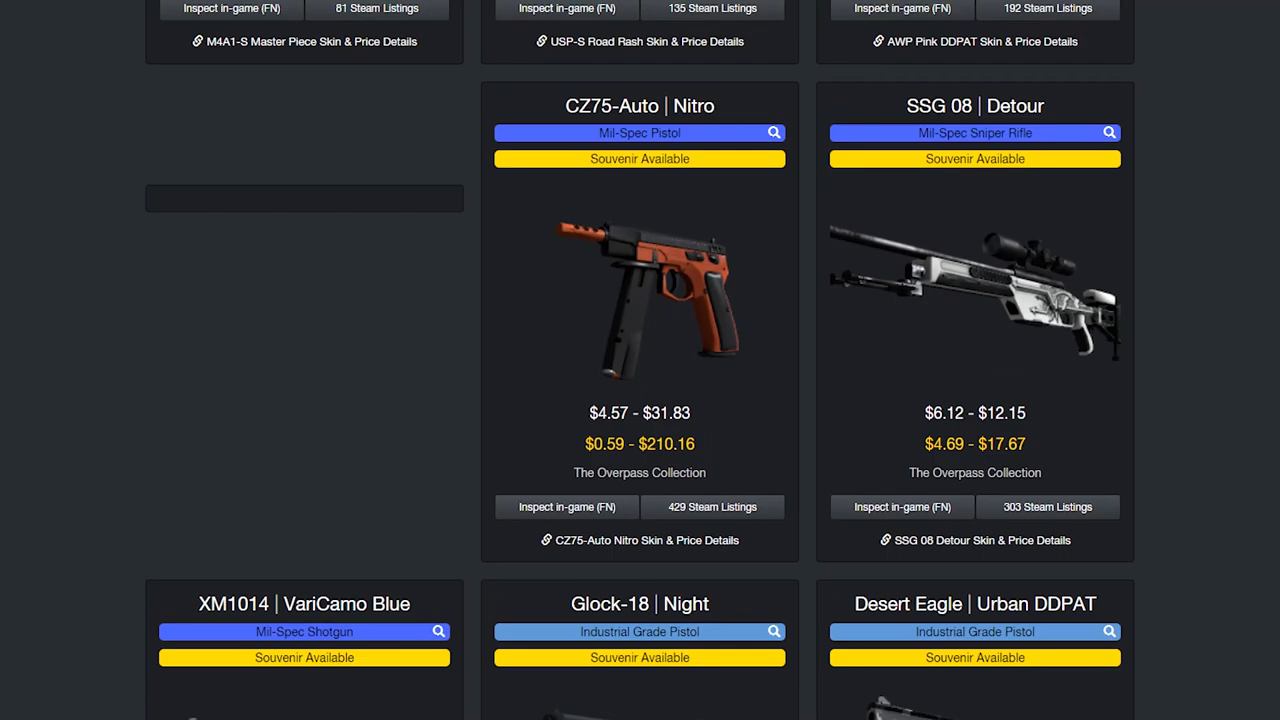 Inspect in-game (FN)
81 Steam Listings
Inspect in-game (FN)
135 Steam Listings
Inspect in-game (FN)
192 Steam Listings
M4A1-S Master Piece Skin & Price Details
USP-S Road Rash Skin & Price Details
AWP Pink DDPAT Skin & Price Details
CZ75-Auto | Nitro
Mil-Spec Pistol
Souvenir Available
$4.57 - $31.83
$0.59 - $210.16
The Overpass Collection
Inspect in-game (FN)
429 Steam Listings
CZ75-Auto Nitro Skin & Price Details
SSG 08 | Detour
Mil-Spec Sniper Rifle
Souvenir Available
$6.12 - $12.15
$4.69 - $17.67
The Overpass Collection
Inspect in-game (FN)
303 Steam Listings
SSG 08 Detour Skin & Price Details
XM1014 | VariCamo Blue
Mil-Spec Shotgun
Souvenir Available
Glock-18 | Night
Industrial Grade Pistol
Souvenir Available
Desert Eagle | Urban DDPAT
Industrial Grade Pistol
Souvenir Available